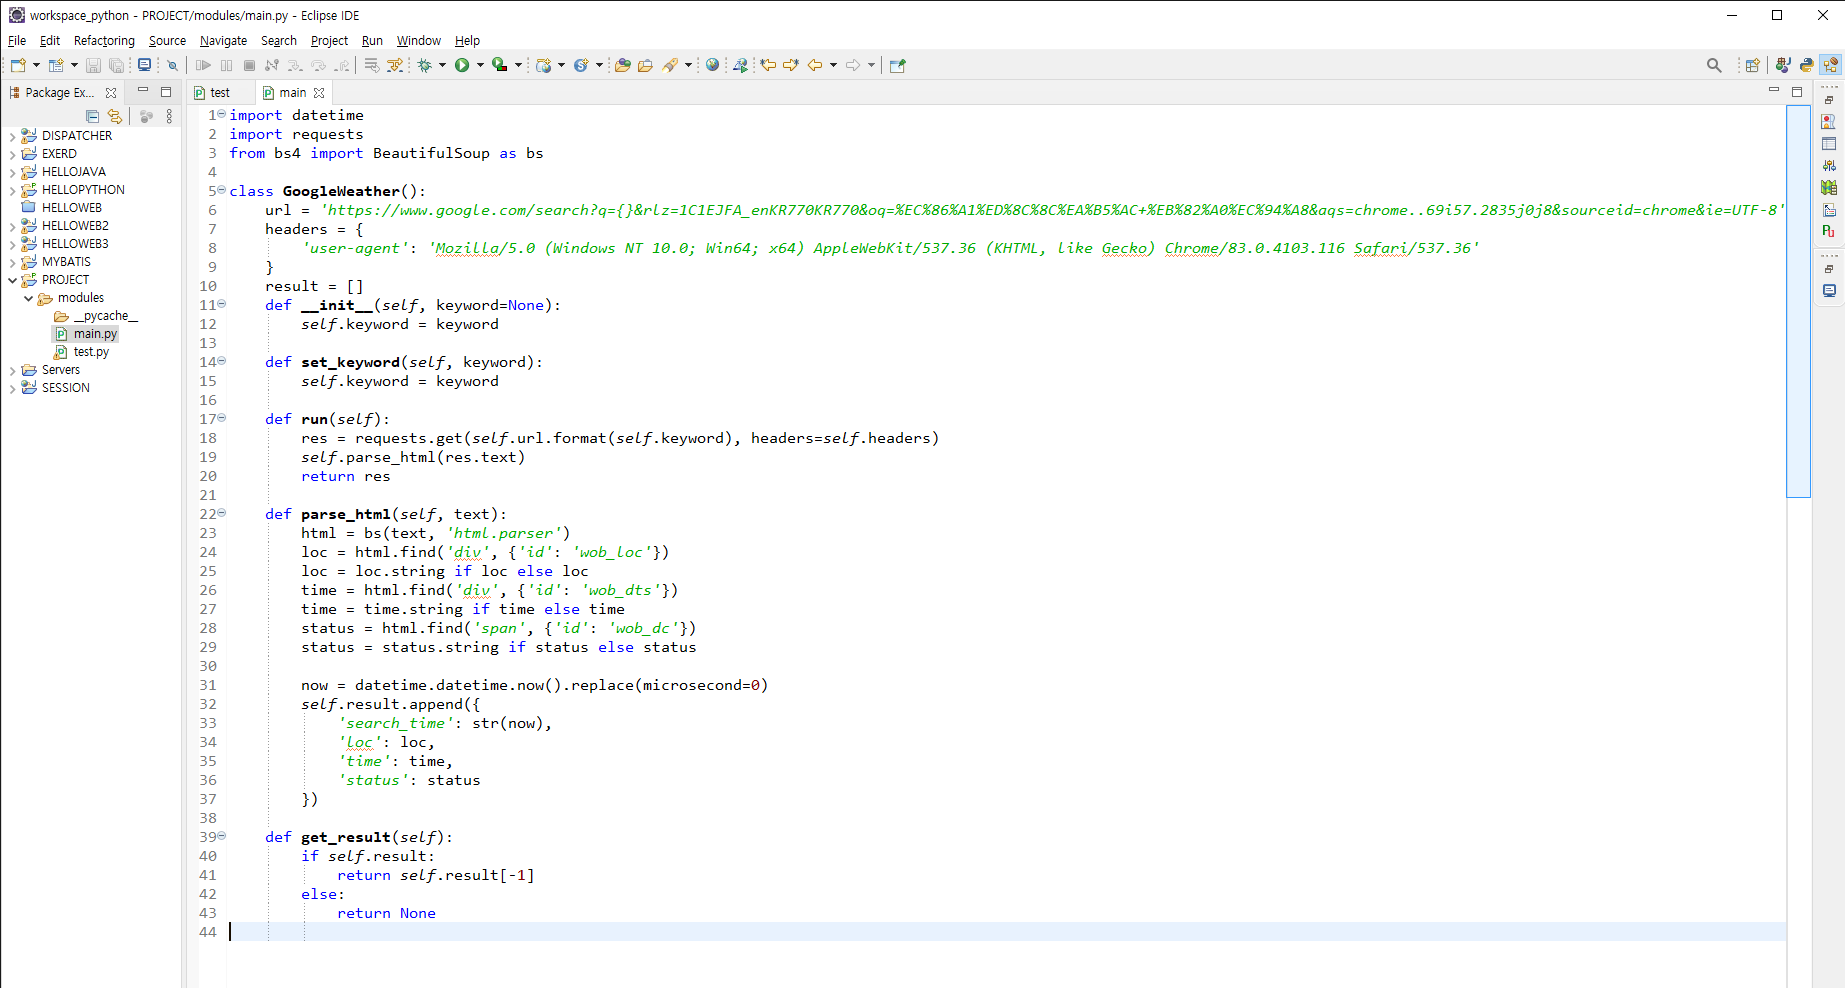 workspace_python - PROJECT/modules/main.py - Eclipse IDE
File Edit Refactoring Source Navigate Search Project Run Window Help
Package Ex...
test
main
DISPATCHER
EXERD
HELLOJAVA
HELLOPYTHON
HELLOWEB
HELLOWEB2
HELLOWEB3
MYBATIS
PROJECT
modules
__pycache__
main.py
test.py
Servers
SESSION
1 import datetime
2 import requests
3 from bs4 import BeautifulSoup as bs
4
5 class GoogleWeather():
6     url = 'https://www.google.com/search?q={}&rlz=1C1EJFA_enKR770KR770&oq=%EC%86%A1%ED%8C%8C%EA%B5%AC+%EB%82%A0%EC%94%A8&aqs=chrome..69i57.2835j0j8&sourceid=chrome&ie=UTF-8'
7     headers = {
8         'user-agent': 'Mozilla/5.0 (Windows NT 10.0; Win64; x64) AppleWebKit/537.36 (KHTML, like Gecko) Chrome/83.0.4103.116 Safari/537.36'
9     }
10     result = []
11     def __init__(self, keyword=None):
12         self.keyword = keyword
13
14     def set_keyword(self, keyword):
15         self.keyword = keyword
16
17     def run(self):
18         res = requests.get(self.url.format(self.keyword), headers=self.headers)
19         self.parse_html(res.text)
20         return res
21
22     def parse_html(self, text):
23         html = bs(text, 'html.parser')
24         loc = html.find('div', {'id': 'wob_loc'})
25         loc = loc.string if loc else loc
26         time = html.find('div', {'id': 'wob_dts'})
27         time = time.string if time else time
28         status = html.find('span', {'id': 'wob_dc'})
29         status = status.string if status else status
30
31         now = datetime.datetime.now().replace(microsecond=0)
32         self.result.append({
33             'search_time': str(now),
34             'loc': loc,
35             'time': time,
36             'status': status
37         })
38
39     def get_result(self):
40         if self.result:
41             return self.result[-1]
42         else:
43             return None
44